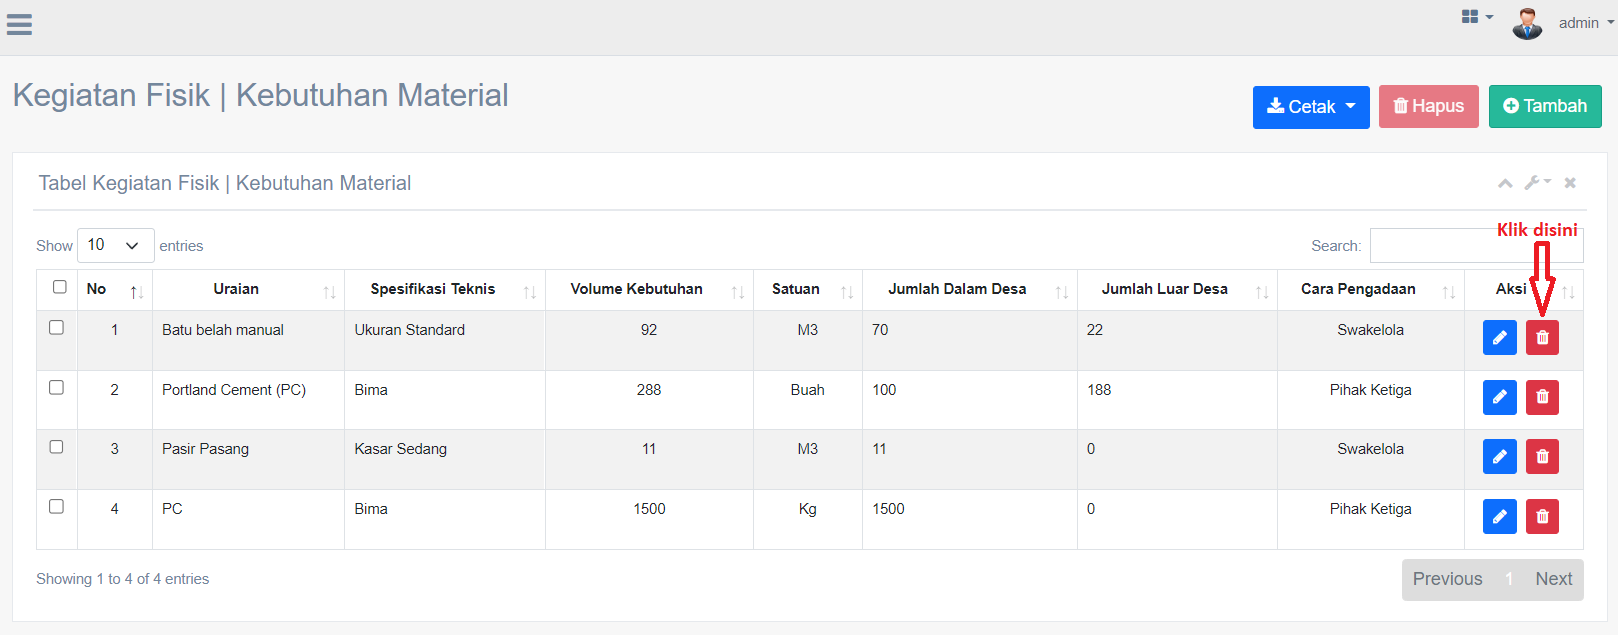 admin
Kegiatan Fisik | Kebutuhan Material
Cetak Hapus Tambah
Tabel Kegiatan Fisik | Kebutuhan Material
Klik disini
Show 10 entries Search:
No Uraian Spesifikasi Teknis Volume Kebutuhan Satuan Jumlah Dalam Desa Jumlah Luar Desa Cara Pengadaan Aksi
1 Batu belah manual Ukuran Standard 92 M3 70 22 Swakelola
2 Portland Cement (PC) Bima 288 Buah 100 188 Pihak Ketiga
3 Pasir Pasang Kasar Sedang 11 M3 11 0 Swakelola
4 PC Bima 1500 Kg 1500 0 Pihak Ketiga
Showing 1 to 4 of 4 entries Previous 1 Next